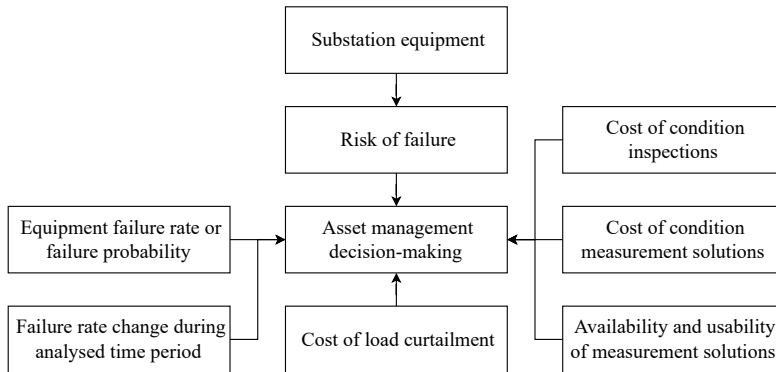 Substation equipment
Risk of failure
Cost of condition
inspections
Equipment failure rate or
failure probability
Asset management
decision-making
Cost of condition
measurement solutions
Failure rate change during
analysed time period
Cost of load curtailment
Availability and usability
of measurement solutions